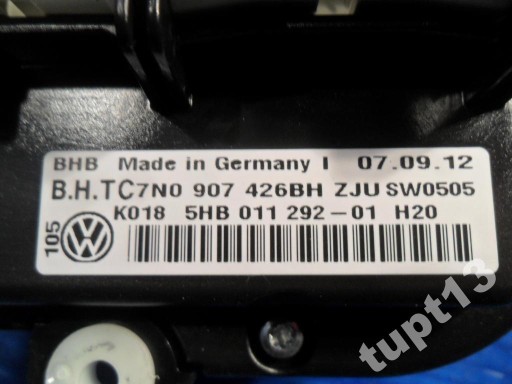 BHB Made in Germany I 07.09.12
B.H.TC7N0 907 426BH ZJU SW0505
K018 5HB 011 292-01 H20
105
tupt13